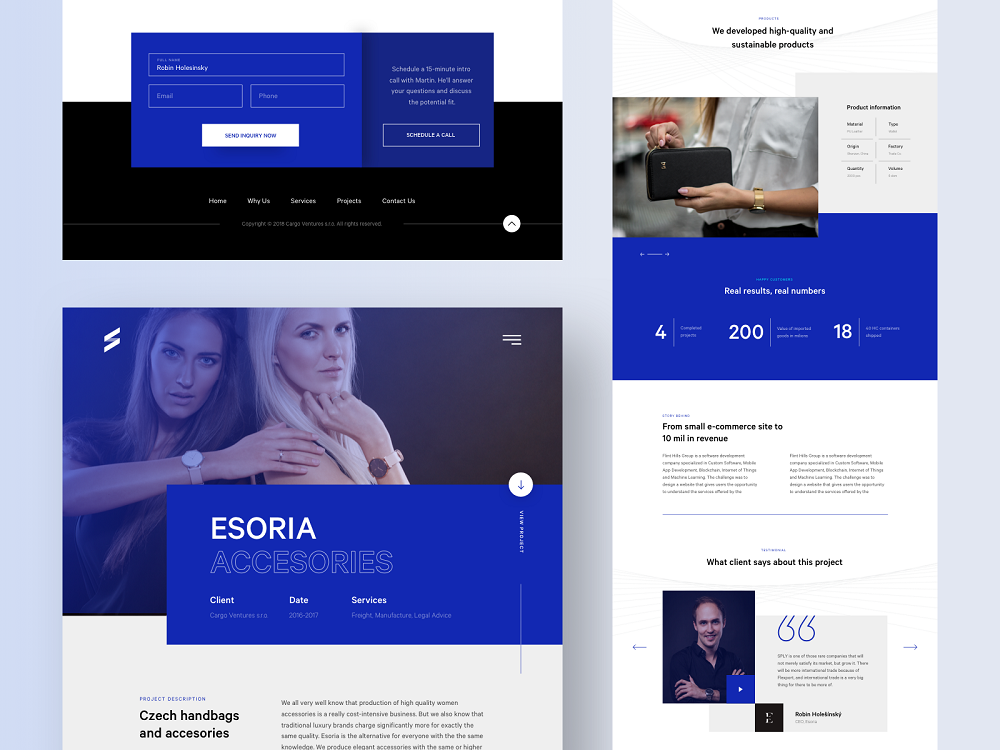 FULL NAME
Robin Holesinsky
Email
Phone
SEND INQUIRY NOW
Schedule a 15-minute intro
call with Martin. He'll answer
your questions and discuss
the potential fit.
SCHEDULE A CALL
Home
Why Us
Services
Projects
Contact Us
Copyright © 2019 Cargo Ventures s.r.o. All rights reserved.
ESORIA
ACCESORIES
VIEW PROJECT
Client
Date
Services
Cargo Ventures s.r.o.
2016-2017
Freight, Manufacture, Legal Advice
PROJECT DESCRIPTION
Czech handbags
and accesories
We all very well know that production of high quality women
accessories is a really cost-intensive business. But we also know that
traditional luxury brands charge significantly more for exactly the
same quality. Esoria is the alternative for everyone with the the same
knowledge. We produce elegant accessories with the same or higher
PRODUCTS
We developed high-quality and
sustainable products
Product information
Material
Type
Origin
Factory
Quantity
Volume
HAPPY CUSTOMERS
Real results, real numbers
4
Completed
projects
200
Value of imported
goods in milions
18
40 HC containers
shipped
STORY BEHIND
From small e-commerce site to
10 mil in revenue
Flint Hills Group is a software development
company specialized in Custom Software, Mobile
App Development, Blockchain, Internet of Things
and Machine Learning. The challenge was to
design a website that gives users the opportunity
to understand the services offered by the
Flint Hills Group is a software development
company specialized in Custom Software, Mobile
App Development, Blockchain, Internet of Things
and Machine Learning. The challenge was to
design a website that gives users the opportunity
to understand the services offered by the
TESTIMONIAL
What client says about this project
SPLY is one of those rare companies that will
not merely satisfy its market, but grow it. There
will be more international trade because of
Flexport, and international trade is a very big
thing for there to be more of.
E
Robin Holešinský
CEO, Esoria